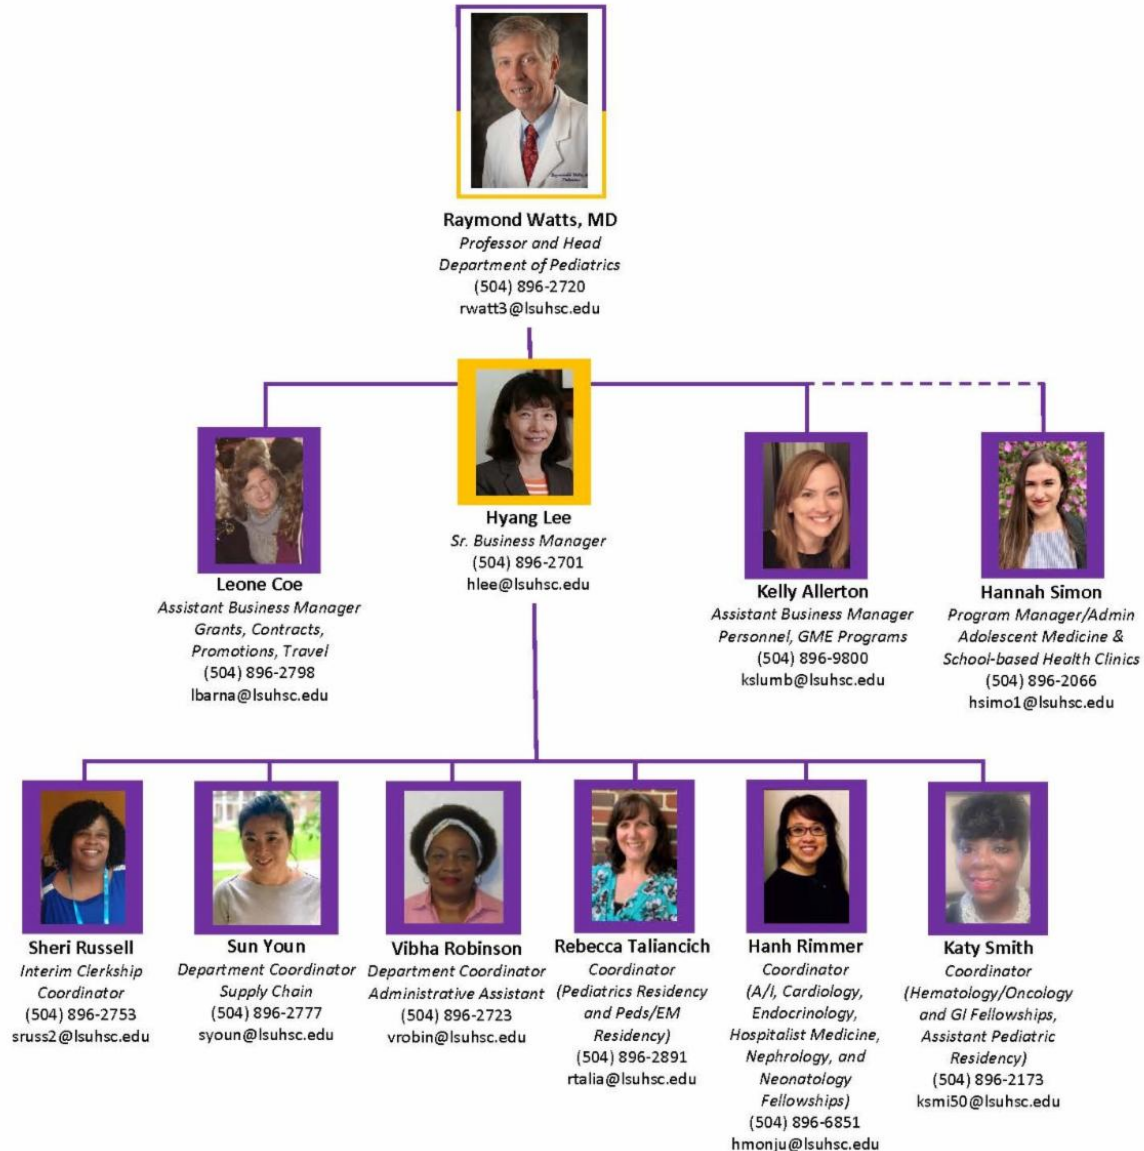 Raymond Watts, MD
Professor and Head
Department of Pediatrics
(504) 896-2720
rwatt3@lsuhsc.edu
Hyang Lee
Sr. Business Manager
(504) 896-2701
hlee@lsuhsc.edu
Leone Coe
Assistant Business Manager
Grants, Contracts,
Promotions, Travel
(504) 896-2798
lbarna@lsuhsc.edu
Kelly Allerton
Assistant Business Manager
Personnel, GME Programs
(504) 896-9800
kslumb@lsuhsc.edu
Hannah Simon
Program Manager/Admin
Adolescent Medicine &
School-based Health Clinics
(504) 896-2066
hsimo1@lsuhsc.edu
Sheri Russell
Interim Clerkship
Coordinator
(504) 896-2753
sruss2@lsuhsc.edu
Sun Youn
Department Coordinator
Supply Chain
(504) 896-2777
syoun@lsuhsc.edu
Vibha Robinson
Department Coordinator
Administrative Assistant
(504) 896-2723
vrobin@lsuhsc.edu
Rebecca Taliancich
Coordinator
(Pediatrics Residency
and Peds/EM
Residency)
(504) 896-2891
rtalia@lsuhsc.edu
Hanh Rimmer
Coordinator
(A/I, Cardiology,
Endocrinology,
Hospitalist Medicine,
Nephrology, and
Neonatology
Fellowships)
(504) 896-6851
hmonju@lsuhsc.edu
Katy Smith
Coordinator
(Hematology/Oncology
and GI Fellowships,
Assistant Pediatric
Residency)
(504) 896-2173
ksmi50@lsuhsc.edu